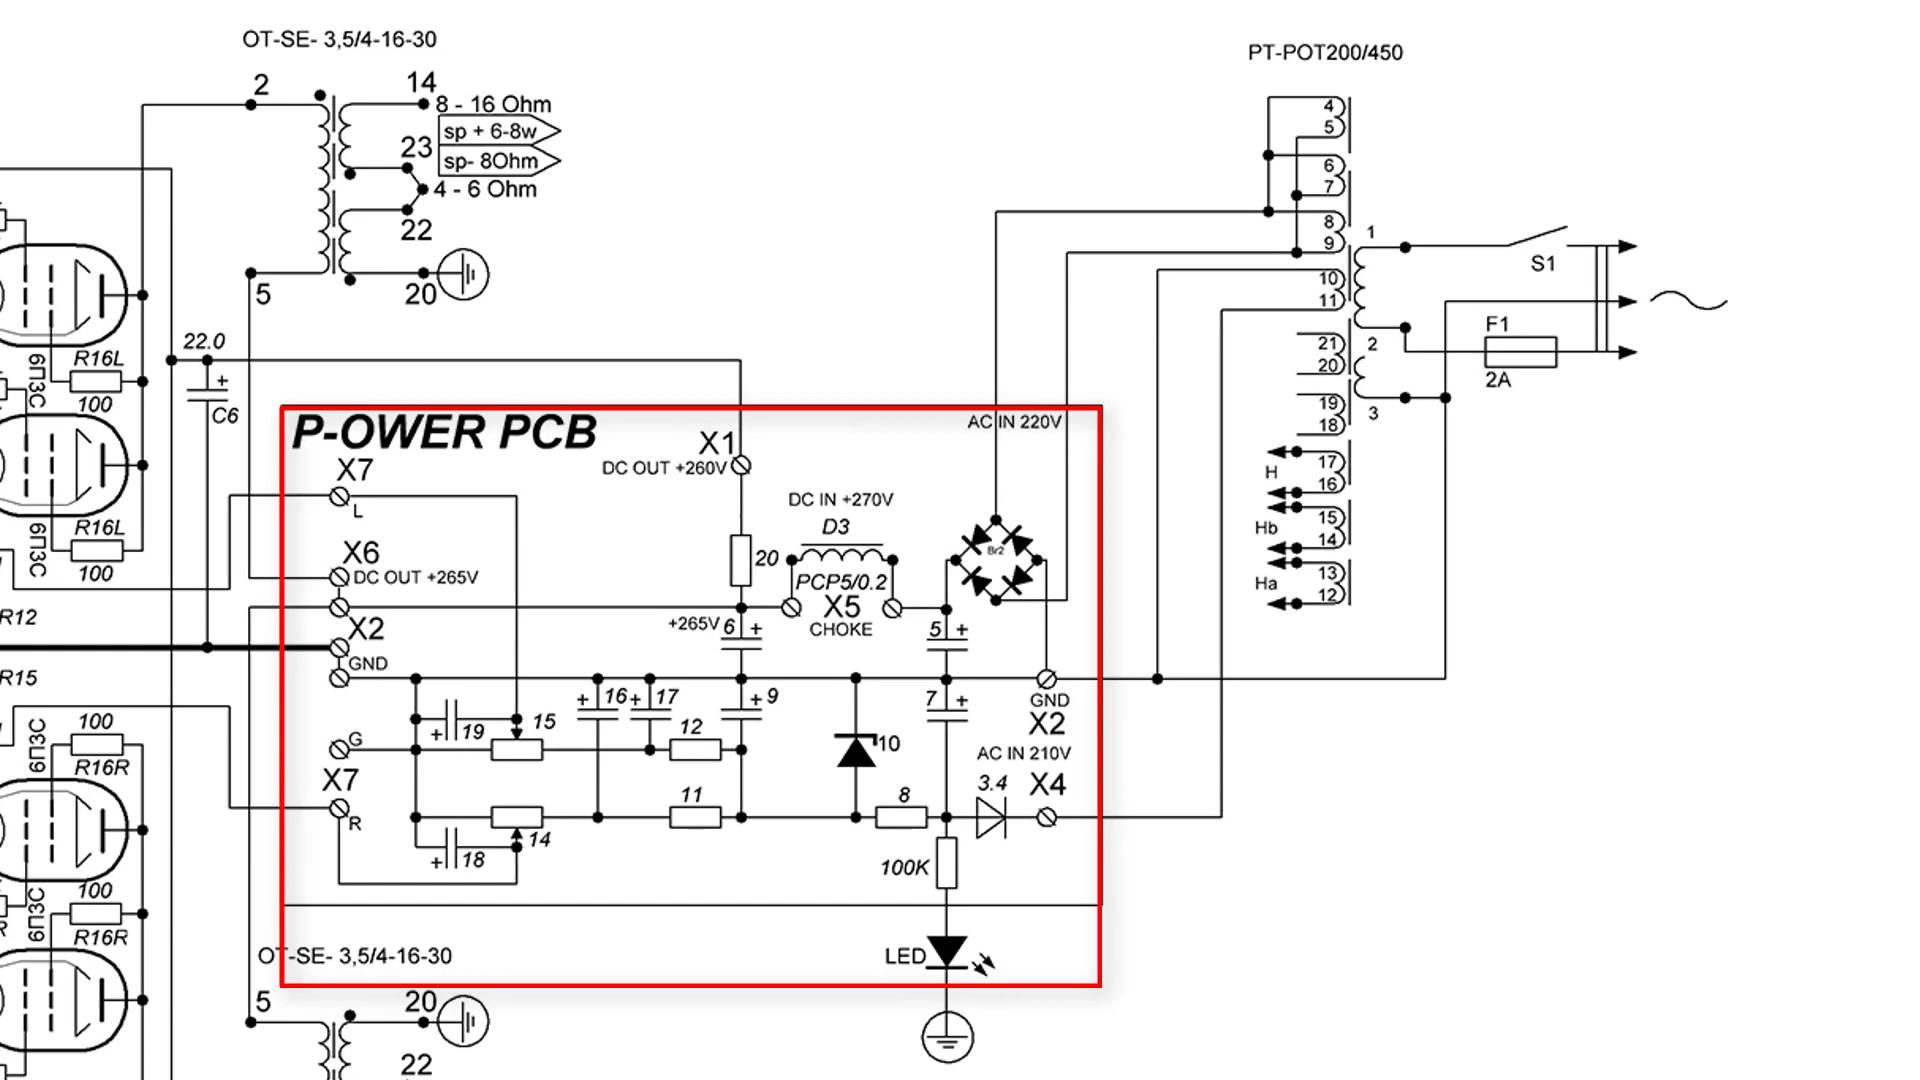 OT-SE- 3,5/4-16-30
PT-POT200/450
2
14
8 - 16 Ohm
sp + 6-8w
sp- 8Ohm
23
4 - 6 Ohm
22
5
20
4
5
6
7
8
9
10
11
21
20
19
18
17
16
15
14
13
12
1
2
3
S1
F1
2A
H
Hb
Ha
22.0
+
C6
6П3С
R16L
100
6П3С
R16L
100
R12
R15
6П3С
100
R16R
6П3С
100
R16R
P-OWER PCB
AC IN 220V
X1
DC OUT +260V
X7
L
DC IN +270V
D3
Br2
X6
DC OUT +265V
20
PCP5/0.2
X5
CHOKE
X2
GND
+265V
6
+
5
+
GND
X2
+
16
+
17
+
9
7
+
+
19
15
12
10
G
AC IN 210V
X7
3.4
X4
R
11
8
14
+
18
100K
OT-SE- 3,5/4-16-30
LED
5
20
22